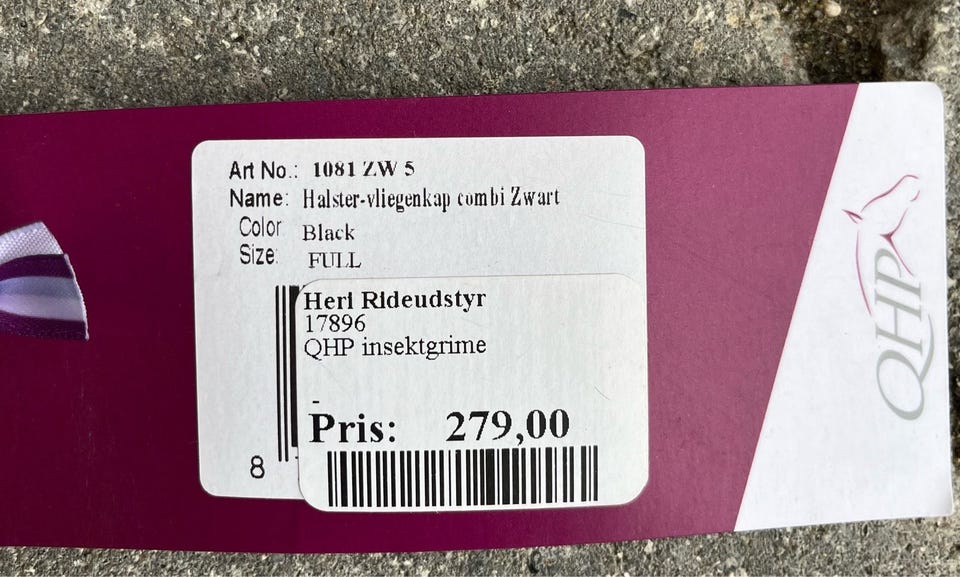 Art No.: 1081 ZW 5
Name: Halster-vliegenkap combi Zwart
Color: Black
Size: FULL
8
Herl Rideudstyr
17896
QHP insektgrime
-
Pris: 279,00
QHP